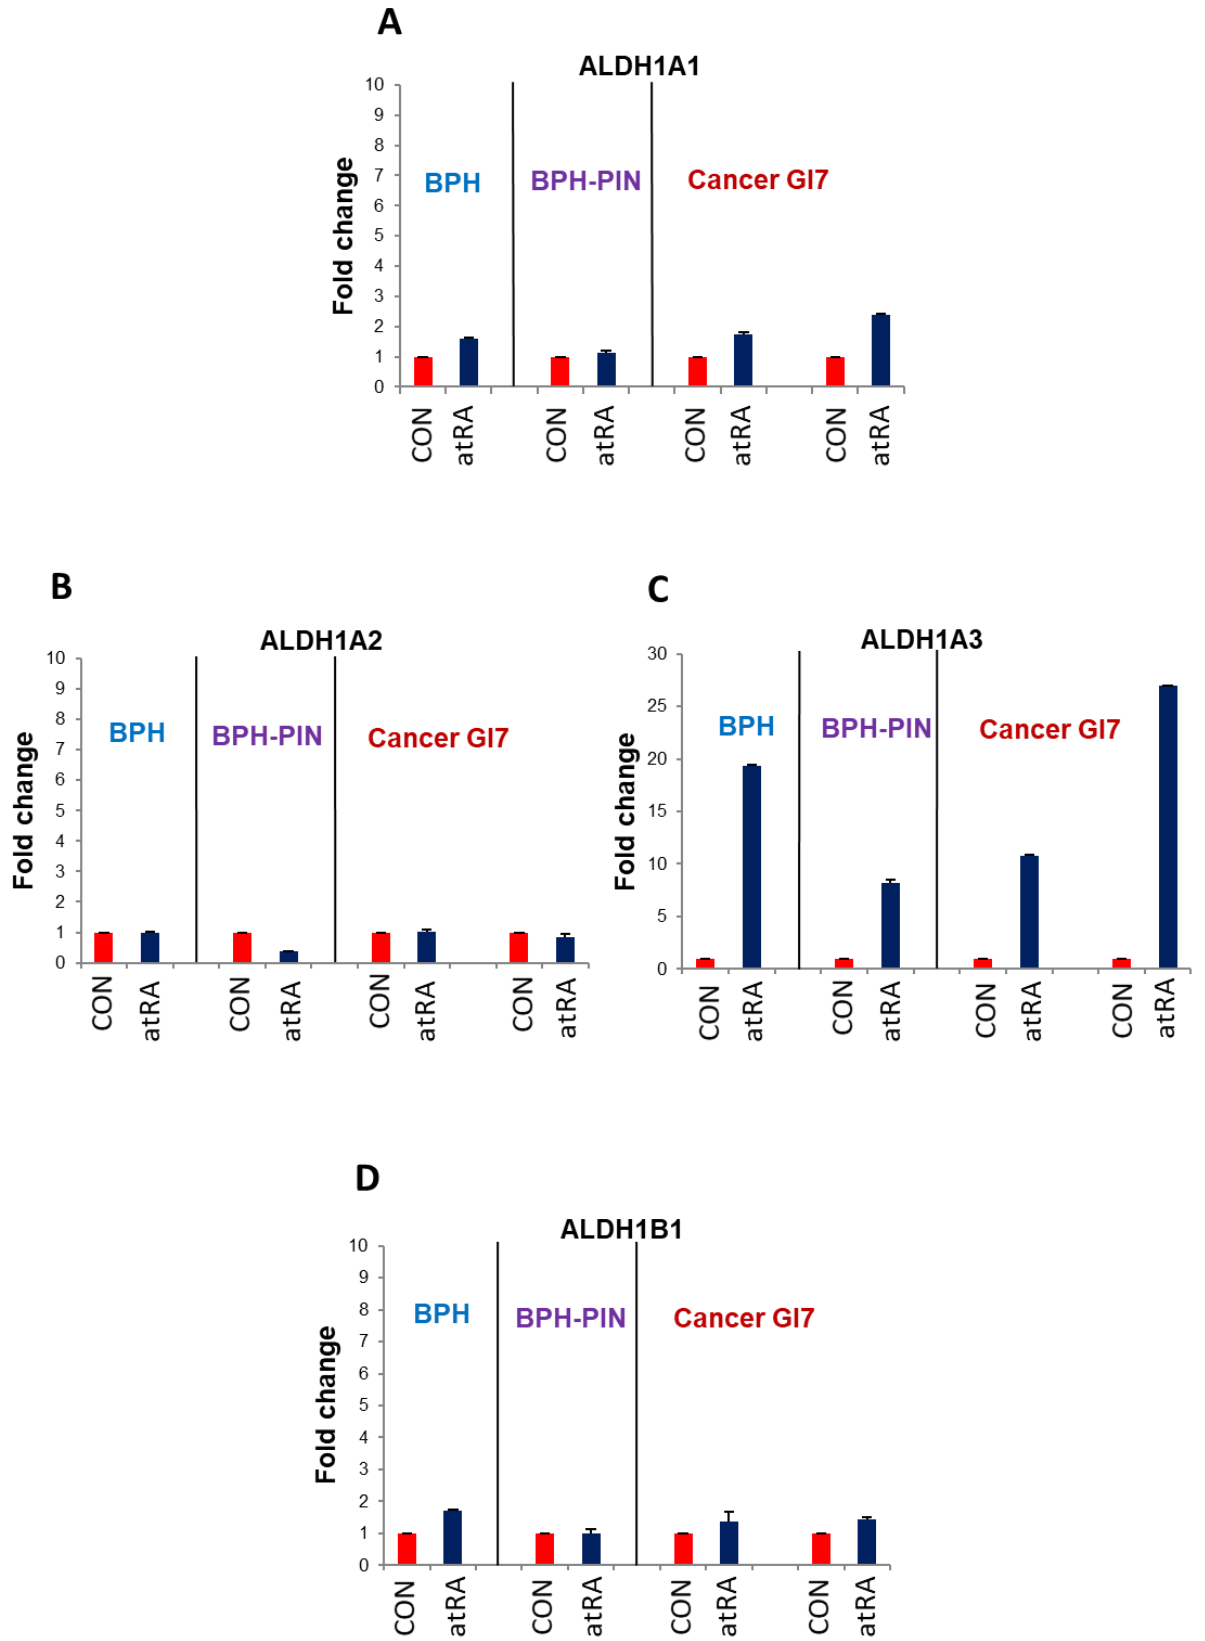 A
ALDH1A1
10
9
8
7
6
5
4
3
2
1
0
Fold change
BPH
BPH-PIN
Cancer Gl7
CON
atRA
CON
atRA
CON
atRA
CON
atRA
B
ALDH1A2
10
9
8
7
6
5
4
3
2
1
0
Fold change
BPH
BPH-PIN
Cancer Gl7
CON
atRA
CON
atRA
CON
atRA
CON
atRA
C
ALDH1A3
30
25
20
15
10
5
0
Fold change
BPH
BPH-PIN
Cancer Gl7
CON
atRA
CON
atRA
CON
atRA
CON
atRA
D
ALDH1B1
10
9
8
7
6
5
4
3
2
1
0
Fold change
BPH
BPH-PIN
Cancer Gl7
CON
atRA
CON
atRA
CON
atRA
CON
atRA